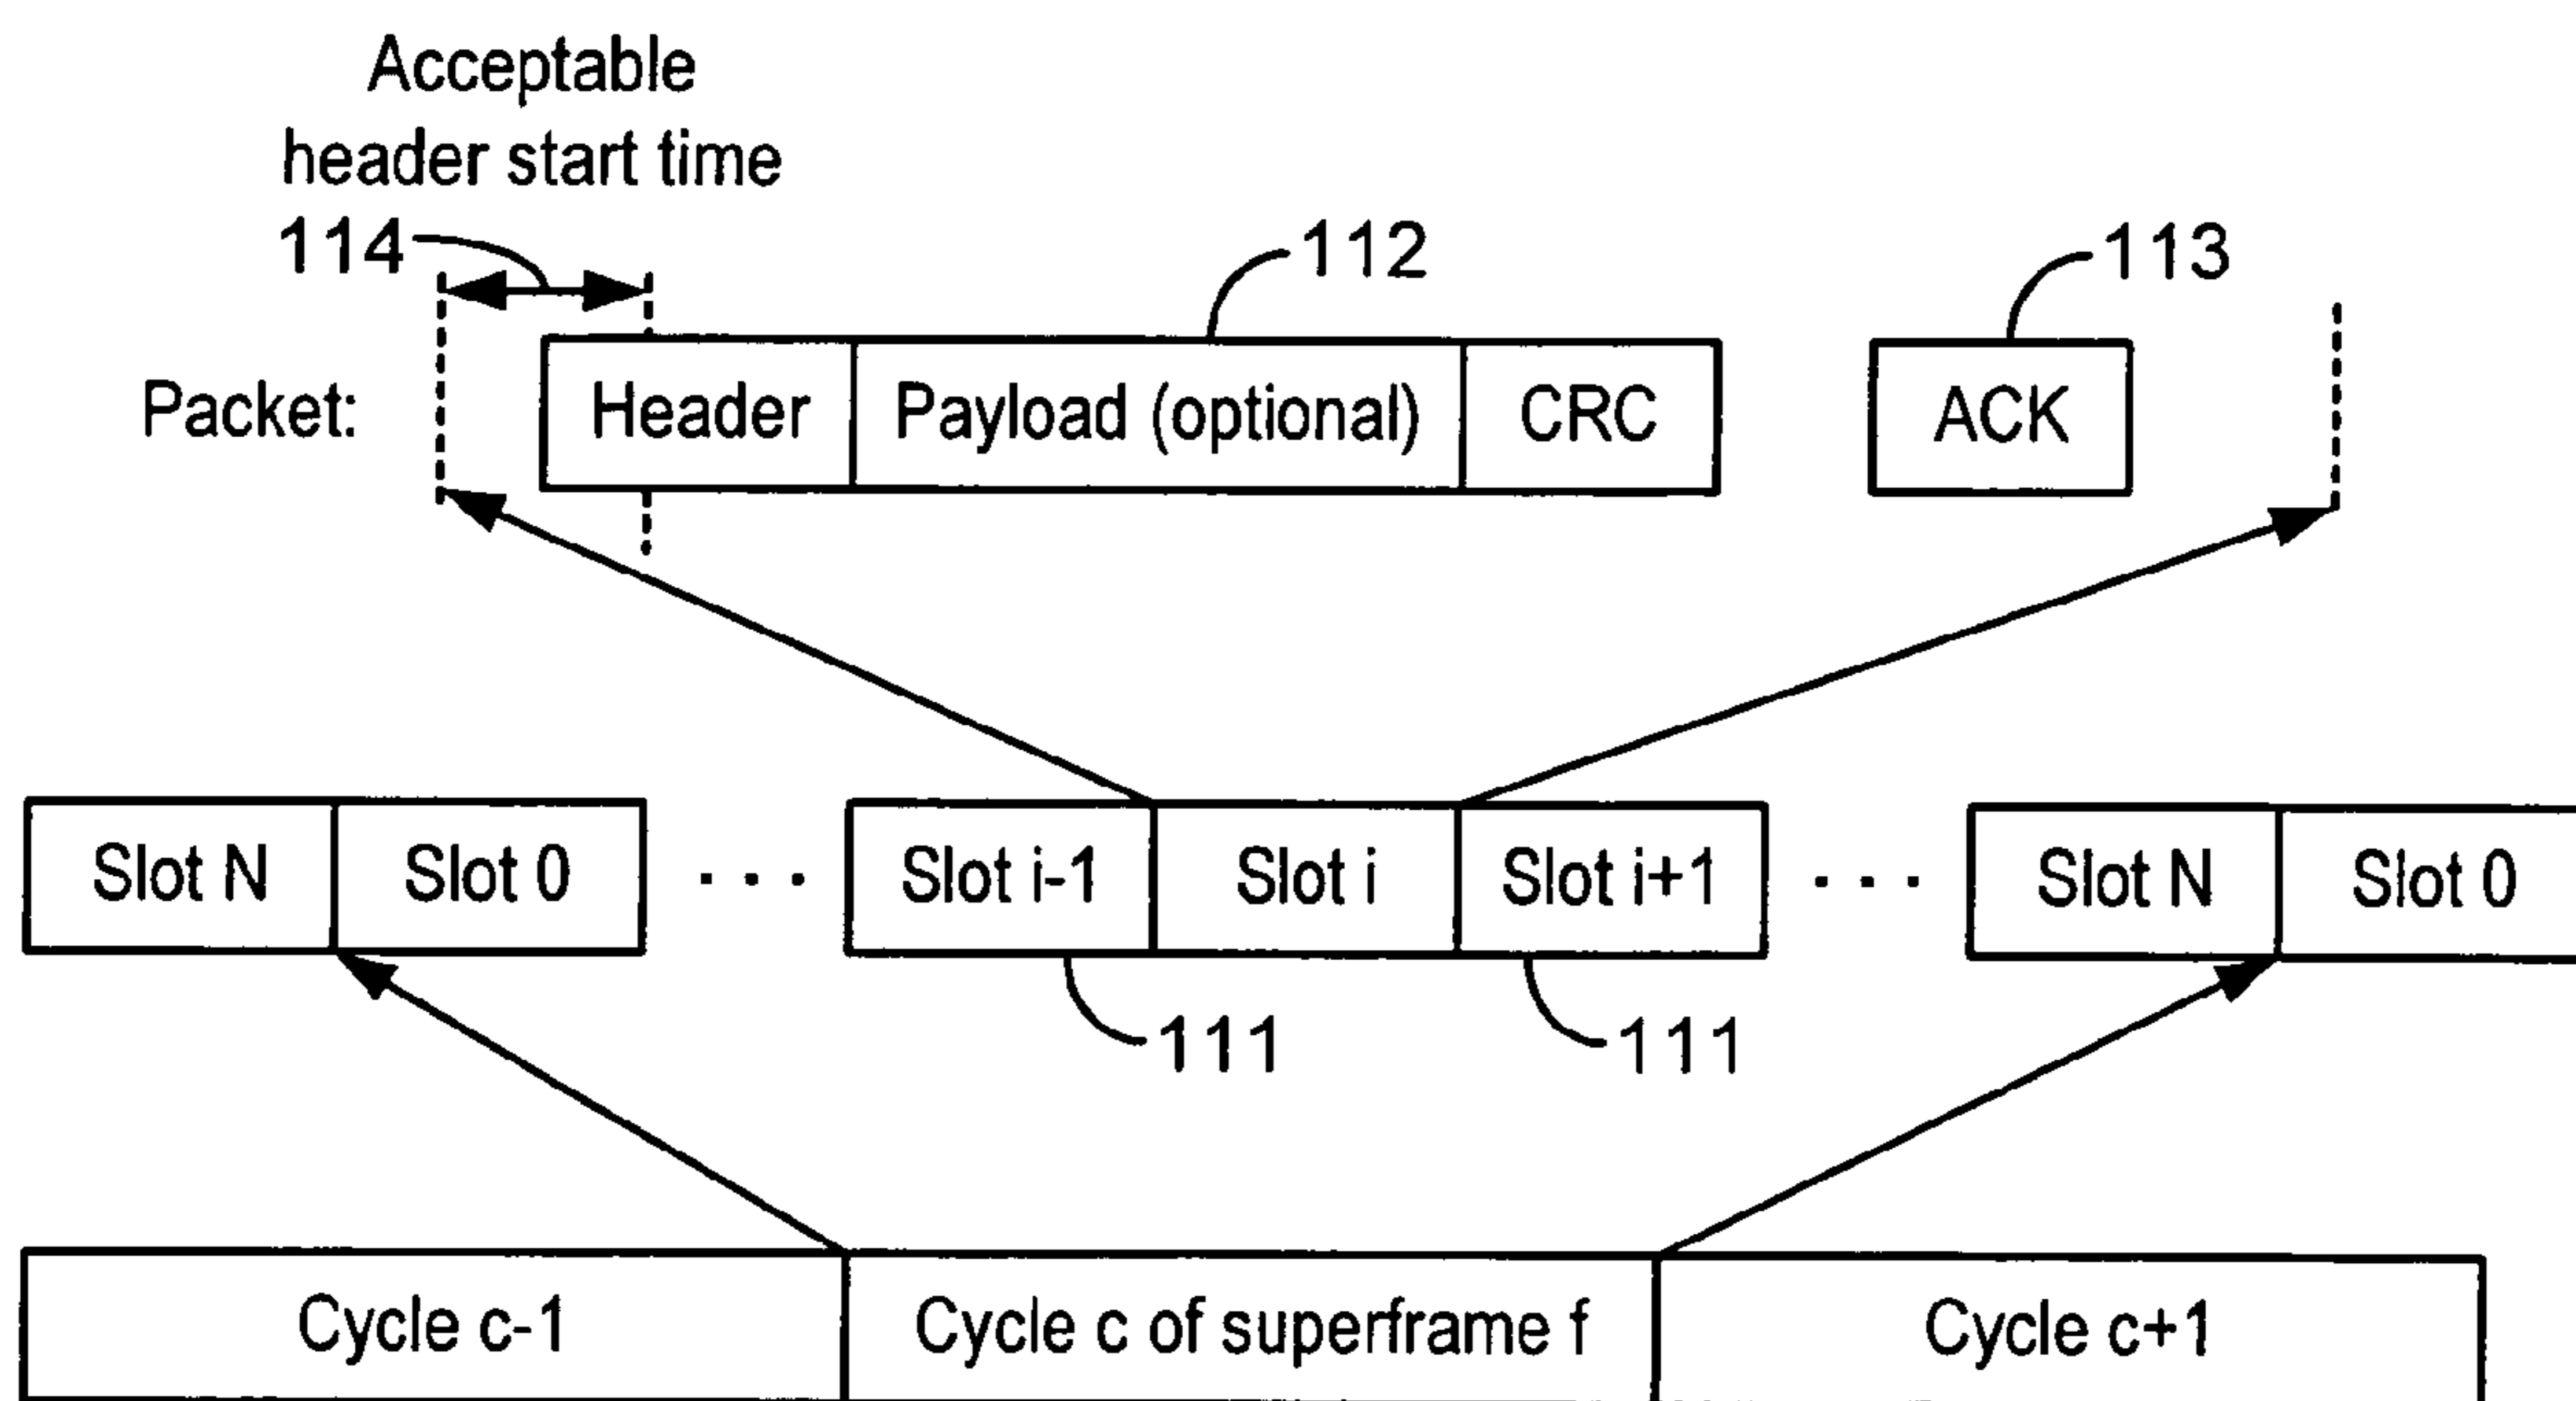 Acceptable
header start time
114
112
113
Packet:
Header
Payload (optional)
CRC
ACK
Slot N
Slot 0
. . .
Slot i-1
Slot i
Slot i+1
. . .
Slot N
Slot 0
111
111
Cycle c-1
Cycle c of superframe f
Cycle c+1